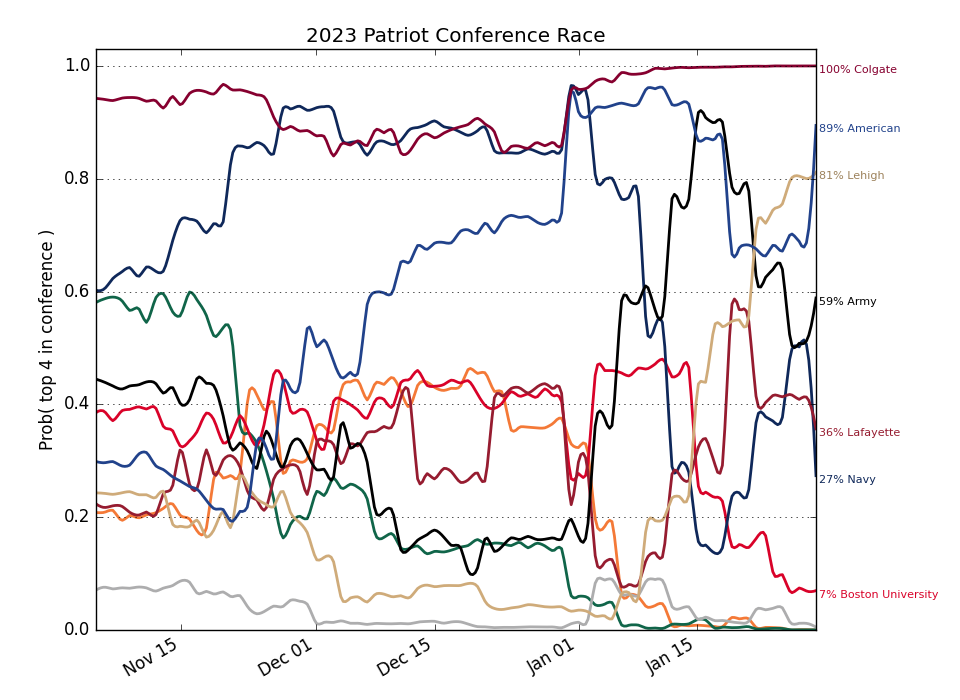 2023 Patriot Conference Race
Prob( top 4 in conference )
1.0
0.8
0.6
0.4
0.2
0.0
Nov 15
Dec 01
Dec 15
Jan 01
Jan 15
100% Colgate
89% American
81% Lehigh
59% Army
36% Lafayette
27% Navy
7% Boston University